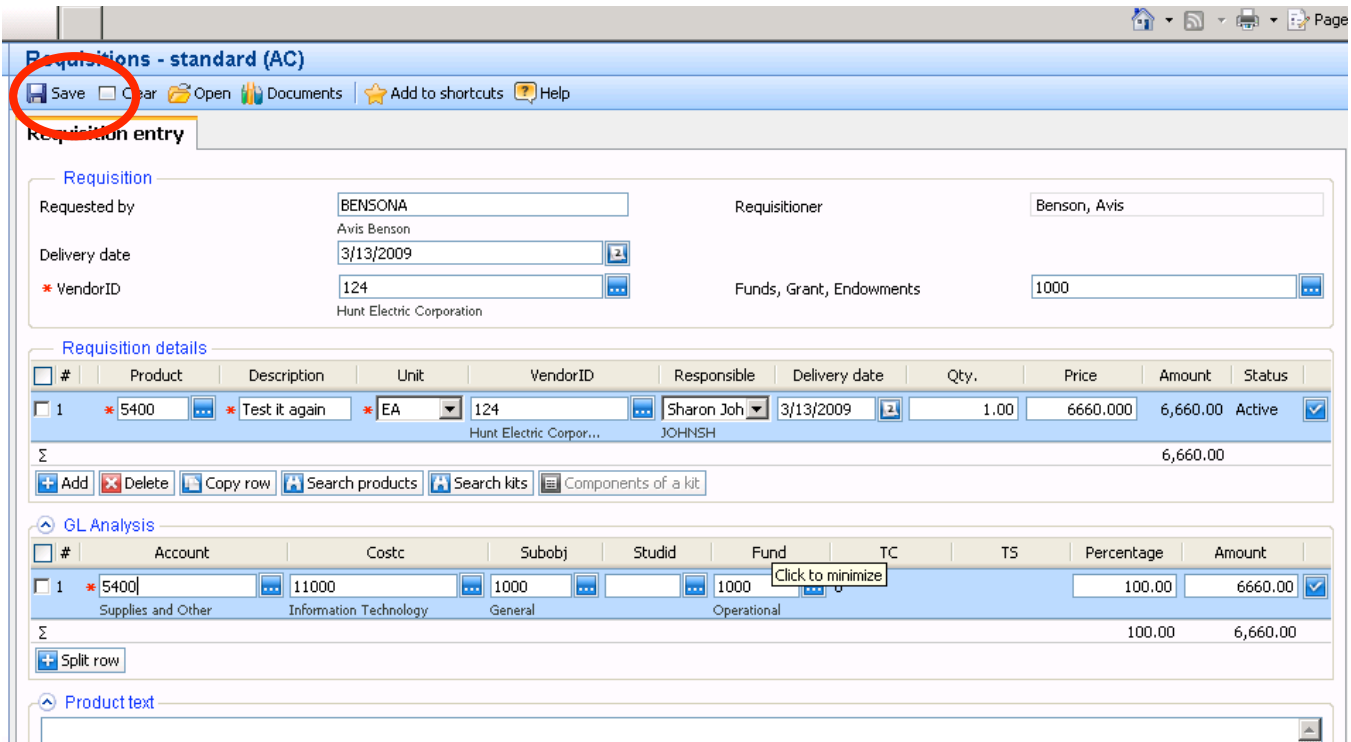 Page
Requisitions - standard (AC)
Save Clear Open Documents Add to shortcuts Help
Requisition entry
Requisition
Requested by BENSONA Requisitioner Benson, Avis
Avis Benson
Delivery date 3/13/2009
* VendorID 124 Funds, Grant, Endowments 1000
Hunt Electric Corporation
Requisition details
# Product Description Unit VendorID Responsible Delivery date Qty. Price Amount Status
1 * 5400 * Test it again * EA 124 Sharon Joh 3/13/2009 1.00 6660.000 6,660.00 Active
Hunt Electric Corpor... JOHNSH
Σ 6,660.00
Add Delete Copy row Search products Search kits Components of a kit
GL Analysis
# Account Costc Subobj Studid Fund TC TS Percentage Amount
Click to minimize
1 * 5400 11000 1000 1000 0 100.00 6660.00
Supplies and Other Information Technology General Operational
Σ 100.00 6,660.00
Split row
Product text